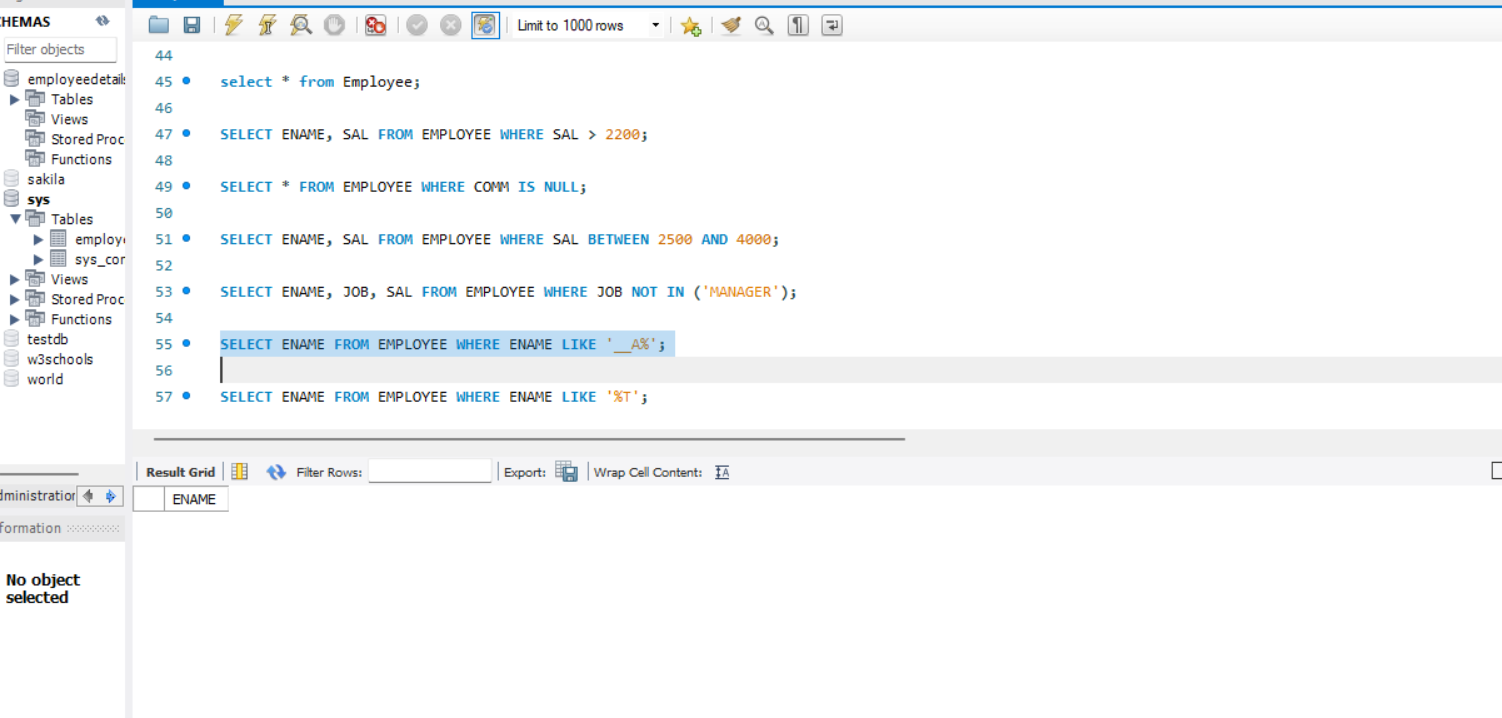 CHEMAS
Limit to 1000 rows
Filter objects
employeedetails
Tables
Views
Stored Proc
Functions
sakila
sys
Tables
employe
sys_con
Views
Stored Proc
Functions
testdb
w3schools
world
dministration
formation
No object
selected
44
45 select * from Employee;
46
47 SELECT ENAME, SAL FROM EMPLOYEE WHERE SAL > 2200;
48
49 SELECT * FROM EMPLOYEE WHERE COMM IS NULL;
50
51 SELECT ENAME, SAL FROM EMPLOYEE WHERE SAL BETWEEN 2500 AND 4000;
52
53 SELECT ENAME, JOB, SAL FROM EMPLOYEE WHERE JOB NOT IN ('MANAGER');
54
55 SELECT ENAME FROM EMPLOYEE WHERE ENAME LIKE '__A%';
56
57 SELECT ENAME FROM EMPLOYEE WHERE ENAME LIKE '%T';
Result Grid Filter Rows: Export: Wrap Cell Content:
ENAME